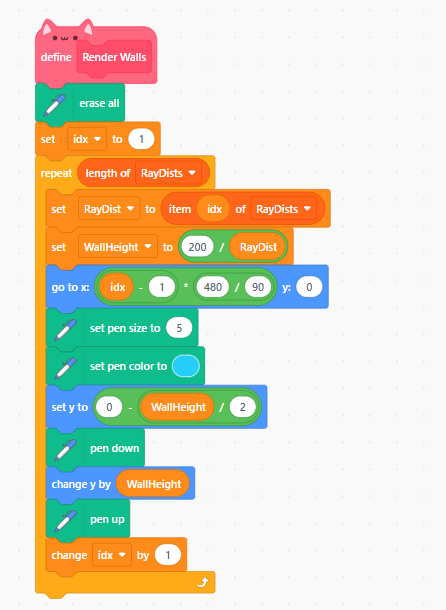 define Render Walls
erase all
set idx to 1
repeat length of RayDists
set RayDist to item idx of RayDists
set WallHeight to 200 / RayDist
go to x: idx - 1 * 480 / 90 y: 0
set pen size to 5
set pen color to
set y to 0 - WallHeight / 2
pen down
change y by WallHeight
pen up
change idx by 1